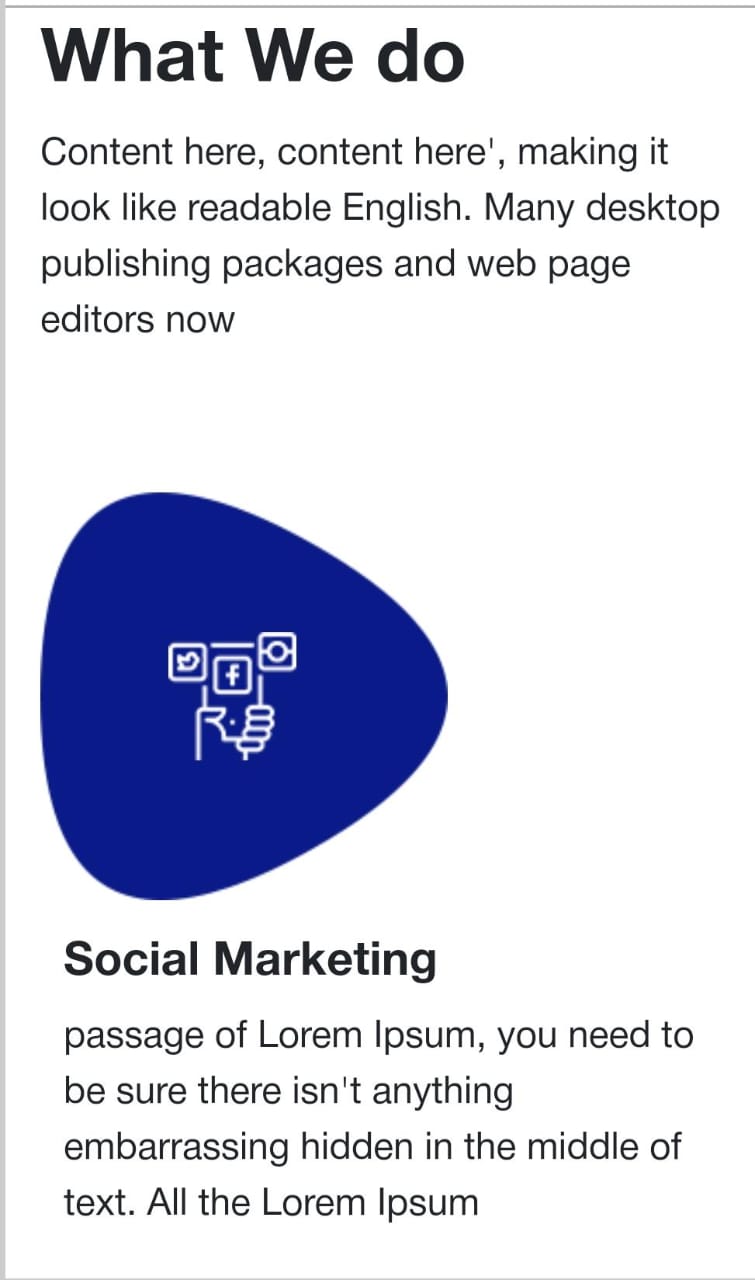 What We do
Content here, content here', making it
look like readable English. Many desktop
publishing packages and web page
editors now
f
Social Marketing
passage of Lorem Ipsum, you need to
be sure there isn't anything
embarrassing hidden in the middle of
text. All the Lorem Ipsum